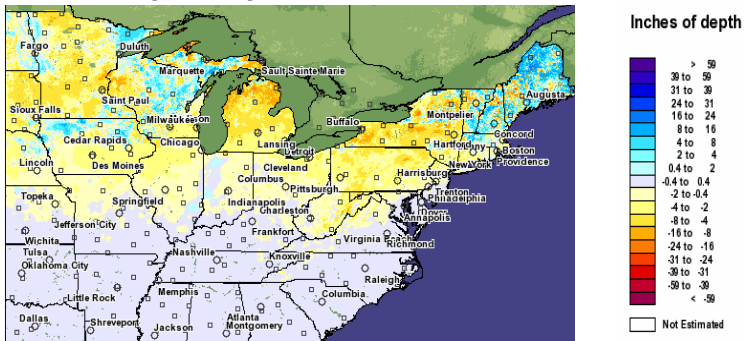 Inches of depth
Fargo
Duluth
Marquette
Sault Sainte Marie
Saint Paul
Augusta
Sioux Falls
Milwaukee
Buffalo
Montpelier
Concord
Cedar Rapids
Chicago
Lansing
Detroit
Hartford
Boston
Providence
Lincoln
Des Moines
Cleveland
New York
Columbus
Pittsburgh
Harrisburg
Trenton
Philadelphia
Topeka
Springfield
Indianapolis
Charleston
Dover
Annapolis
Jefferson City
Frankfort
Virginia Beach
Richmond
Wichita
Tulsa
Nashville
Knoxville
Oklahoma City
Raleigh
Little Rock
Memphis
Columbia
Dallas
Shreveport
Jackson
Atlanta
Montgomery
> 59
39 to 59
31 to 39
24 to 31
16 to 24
8 to 16
4 to 8
2 to 4
0.4 to 2
-0.4 to 0.4
-2 to -0.4
-4 to -2
-8 to -4
-16 to -8
-24 to -16
-31 to -24
-39 to -31
-59 to -39
< -59
Not Estimated